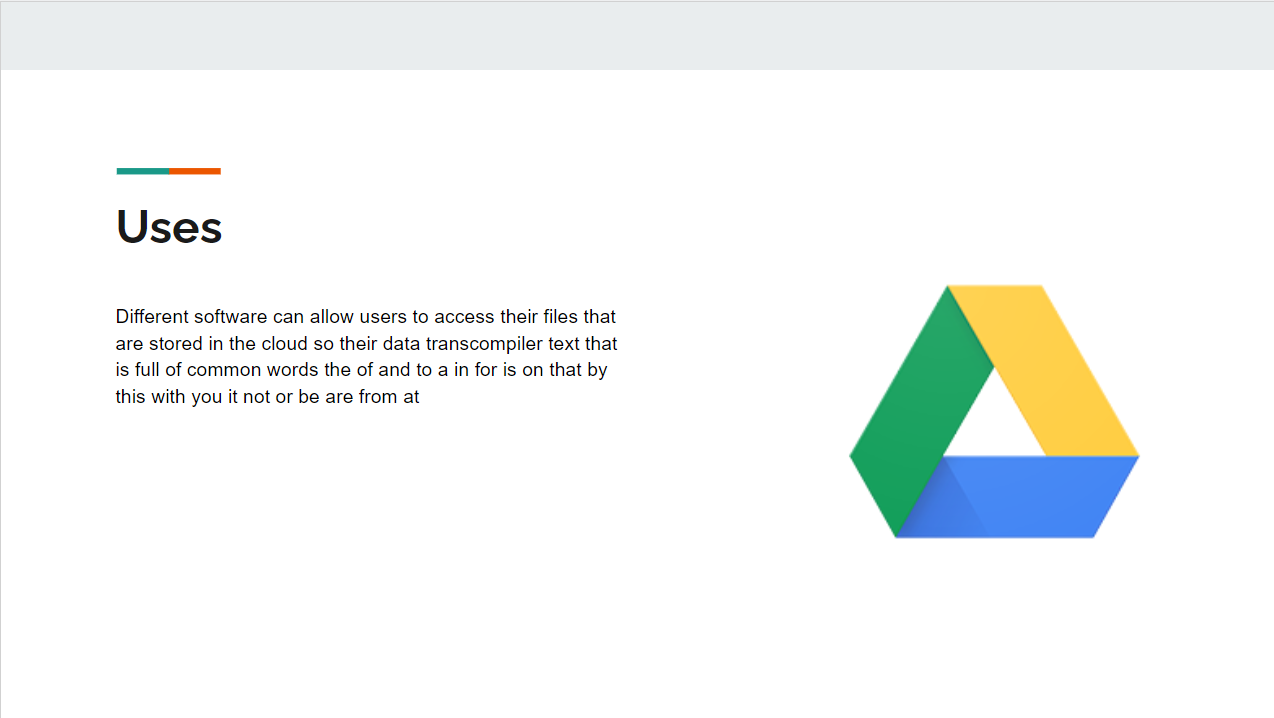 Uses
Different software can allow users to access their files that
are stored in the cloud so their data transcompiler text that
is full of common words the of and to a in for is on that by
this with you it not or be are from at